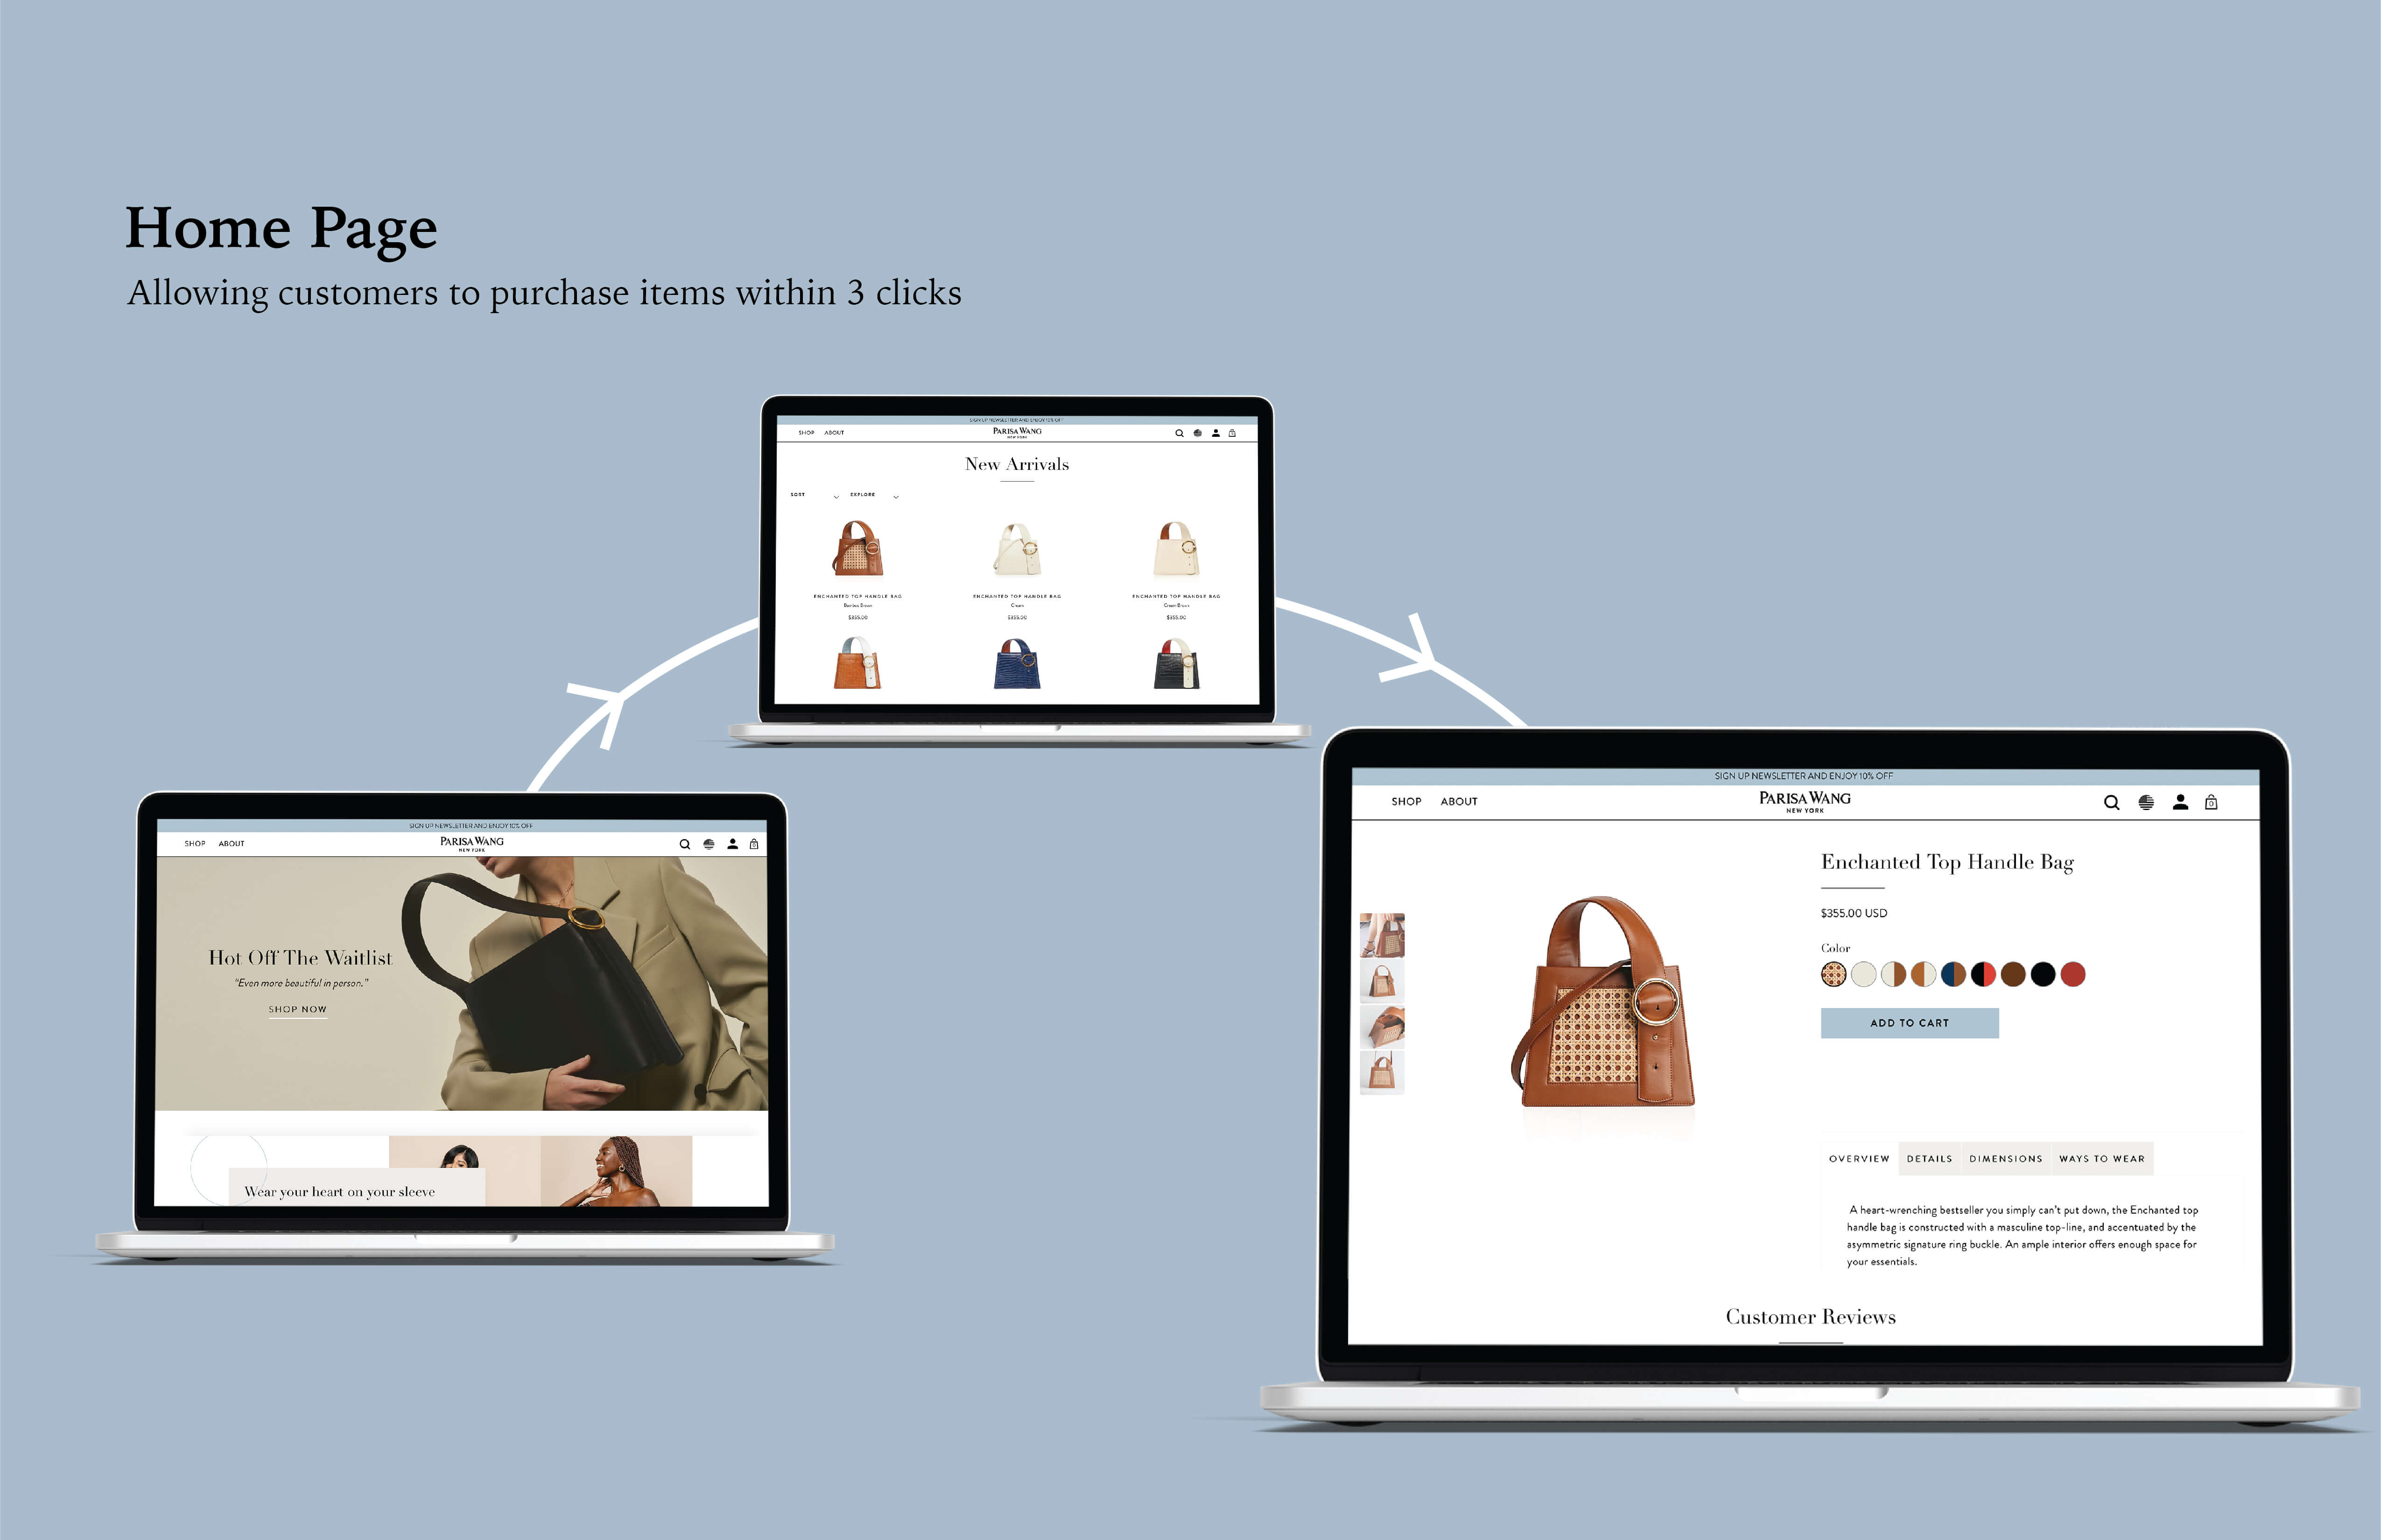 Home Page
Allowing customers to purchase items within 3 clicks
SIGN UP NEWSLETTER AND ENJOY 10% OFF
SHOP ABOUT
PARISA WANG
NEW YORK
New Arrivals
SORT EXPLORE
ENCHANTED TOP HANDLE BAG
$355.00
ENCHANTED TOP HANDLE BAG
Cream
$355.00
ENCHANTED TOP HANDLE BAG
Cream Brown
$355.00
SIGN UP NEWSLETTER AND ENJOY 10% OFF
SHOP ABOUT
PARISA WANG
NEW YORK
0
Hot Off The Waitlist
"Even more beautiful in person."
SHOP NOW
Wear your heart on your sleeve
SIGN UP NEWSLETTER AND ENJOY 10% OFF
SHOP ABOUT
PARISA WANG
NEW YORK
0
Enchanted Top Handle Bag
$355.00 USD
Color
ADD TO CART
OVERVIEW DETAILS DIMENSIONS WAYS TO WEAR
A heart-wrenching bestseller you simply can't put down, the Enchanted top
handle bag is constructed with a masculine top-line, and accentuated by the
asymmetric signature ring buckle. An ample interior offers enough space for
your essentials.
Customer Reviews